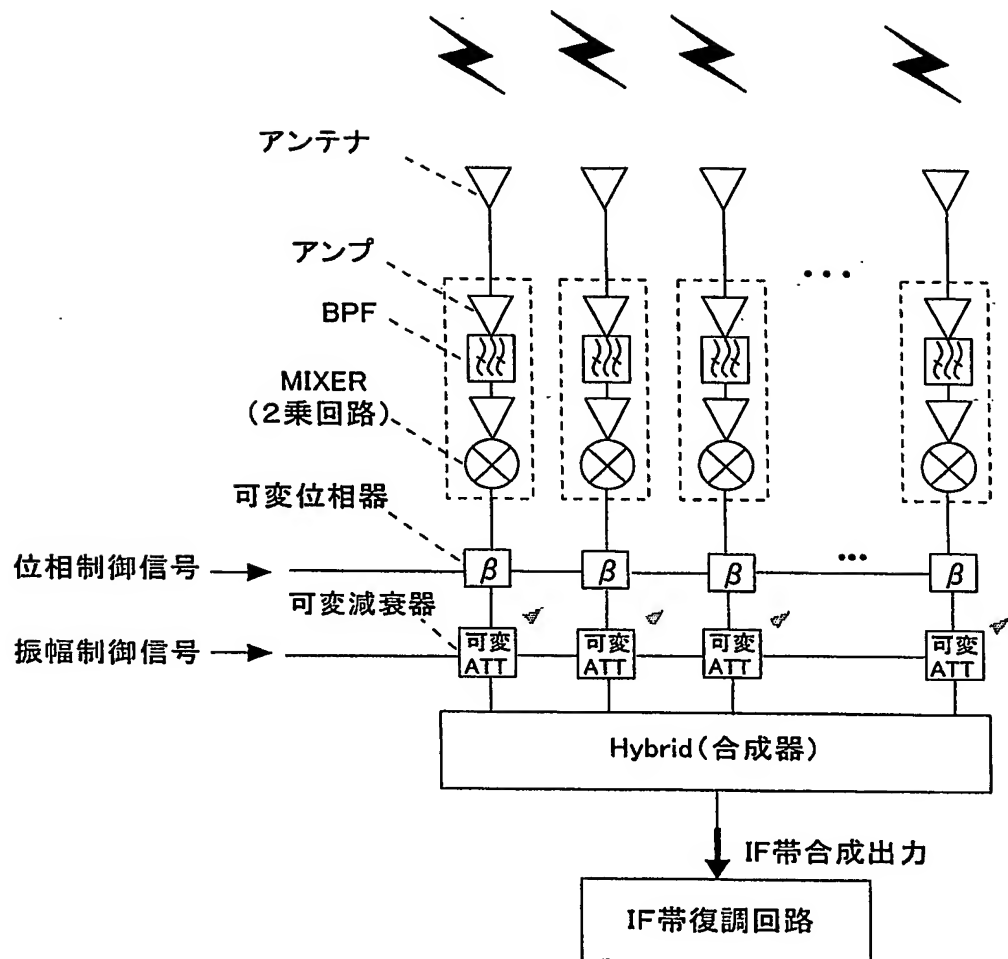 アンテナ
アンプ
BPF
MIXER
(2乗回路)
可変位相器
位相制御信号
β β β β
可変減衰器
振幅制御信号
可変 可変 可変 可変
ATT ATT ATT ATT
Hybrid(合成器)
IF帯合成出力
IF帯復調回路